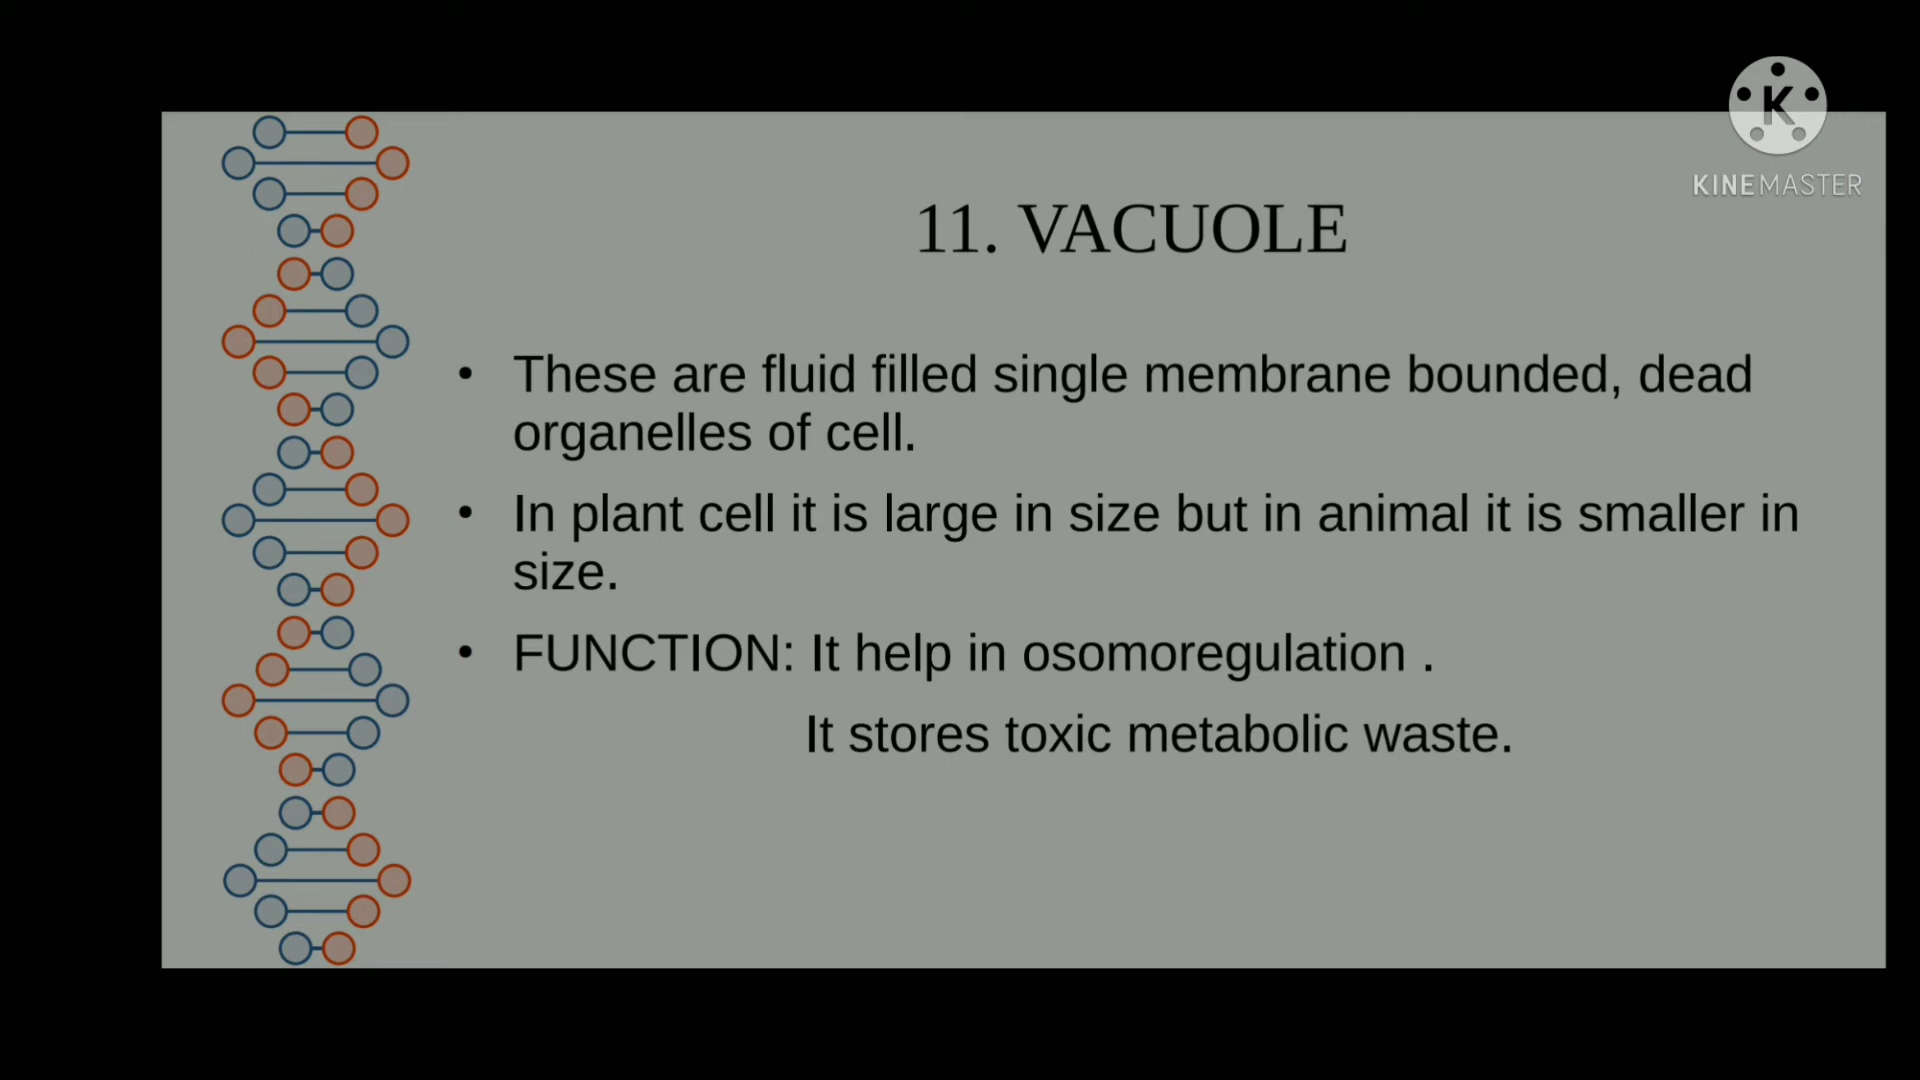 K
KINEMASTER
11. VACUOLE
• These are fluid filled single membrane bounded, dead
organelles of cell.
• In plant cell it is large in size but in animal it is smaller in
size.
• FUNCTION: It help in osomoregulation .
It stores toxic metabolic waste.